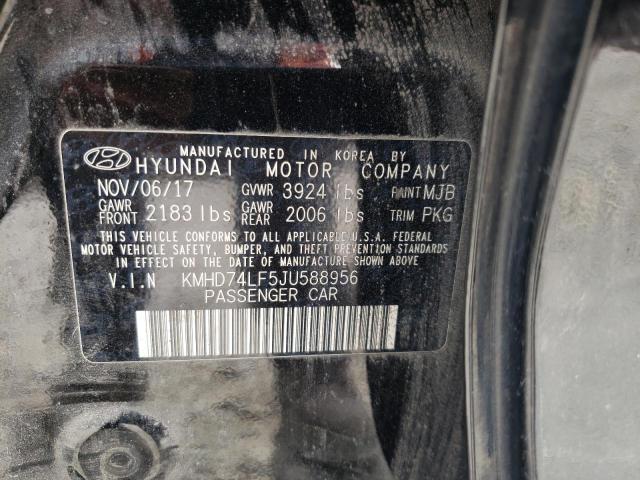 MANUFACTURED IN KOREA BY
HYUNDAI MOTOR COMPANY
NOV/06/17 GVWR 3924 lbs PAINT MJB
GAWR FRONT 2183 lbs GAWR REAR 2006 lbs TRIM PKG
THIS VEHICLE CONFORMS TO ALL APPLICABLE U.S.A. FEDERAL
MOTOR VEHICLE SAFETY, BUMPER, AND THEFT PREVENTION
STANDARDS IN EFFECT ON THE DATE OF MANUFACTURE SHOWN ABOVE.
V.I.N KMHD74LF5JU588956
PASSENGER CAR